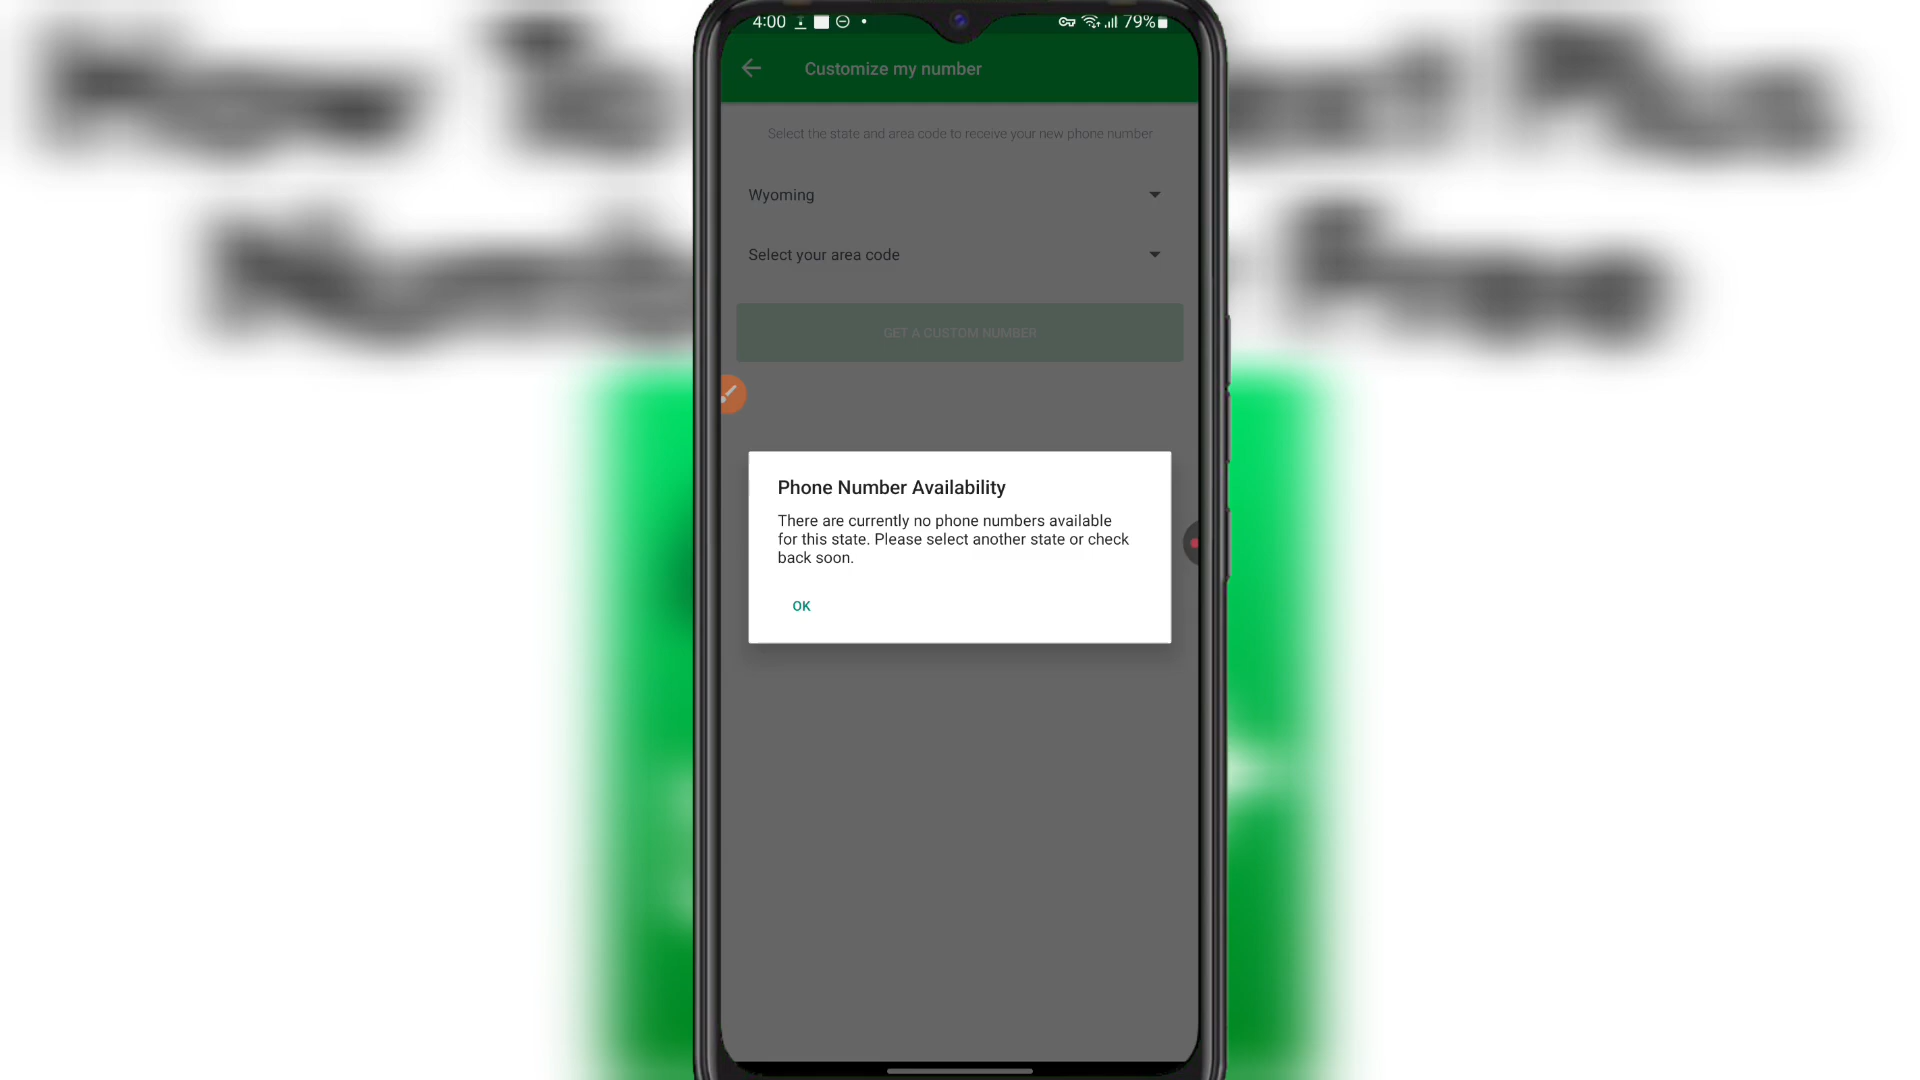 4:00 79%
Customize my number
Select the state and area code to receive your new phone number
Wyoming
Select your area code
GET A CUSTOM NUMBER
Phone Number Availability
There are currently no phone numbers available
for this state. Please select another state or check
back soon.
OK